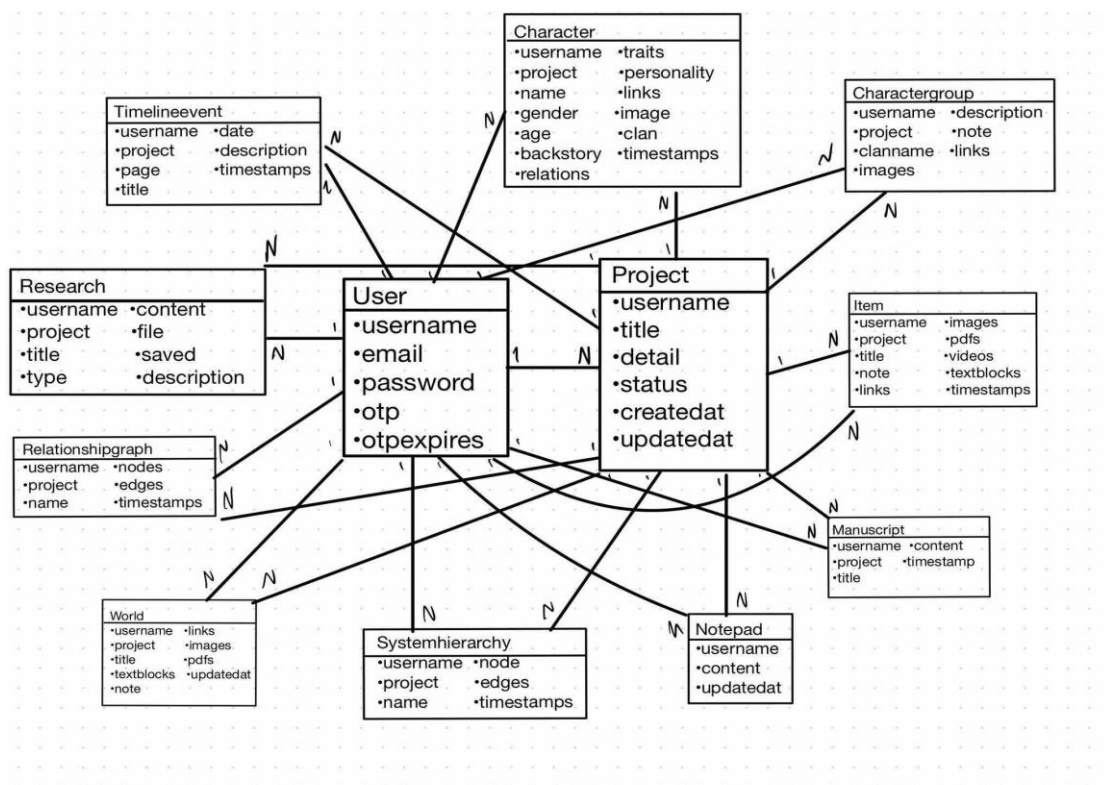 Character
•username •traits
•project •personality
•name •links
•gender •image
•age •clan
•backstory •timestamps
•relations
Timelineevent
•username •date
•project •description
•page •timestamps
•title
Charactergroup
•username •description
•project •note
•clanname •links
•images
Research
•username •content
•project •file
•title •saved
•type •description
User
•username
•email
•password
•otp
•otpexpires
Project
•username
•title
•detail
•status
•createdat
•updatedat
Item
•username •images
•project •pdfs
•title •videos
•note •textblocks
•links •timestamps
Relationshipgraph
•username •nodes
•project •edges
•name •timestamps
Manuscript
•username •content
•project •timestamp
•title
World
•username •links
•project •images
•title •pdfs
•textblocks •updatedat
•note
Systemhierarchy
•username •node
•project •edges
•name •timestamps
Notepad
•username
•content
•updatedat
N
N
N
N
N
1
N
N
1 N
N
N
N
N
N
N
N
N
N
N
N
N